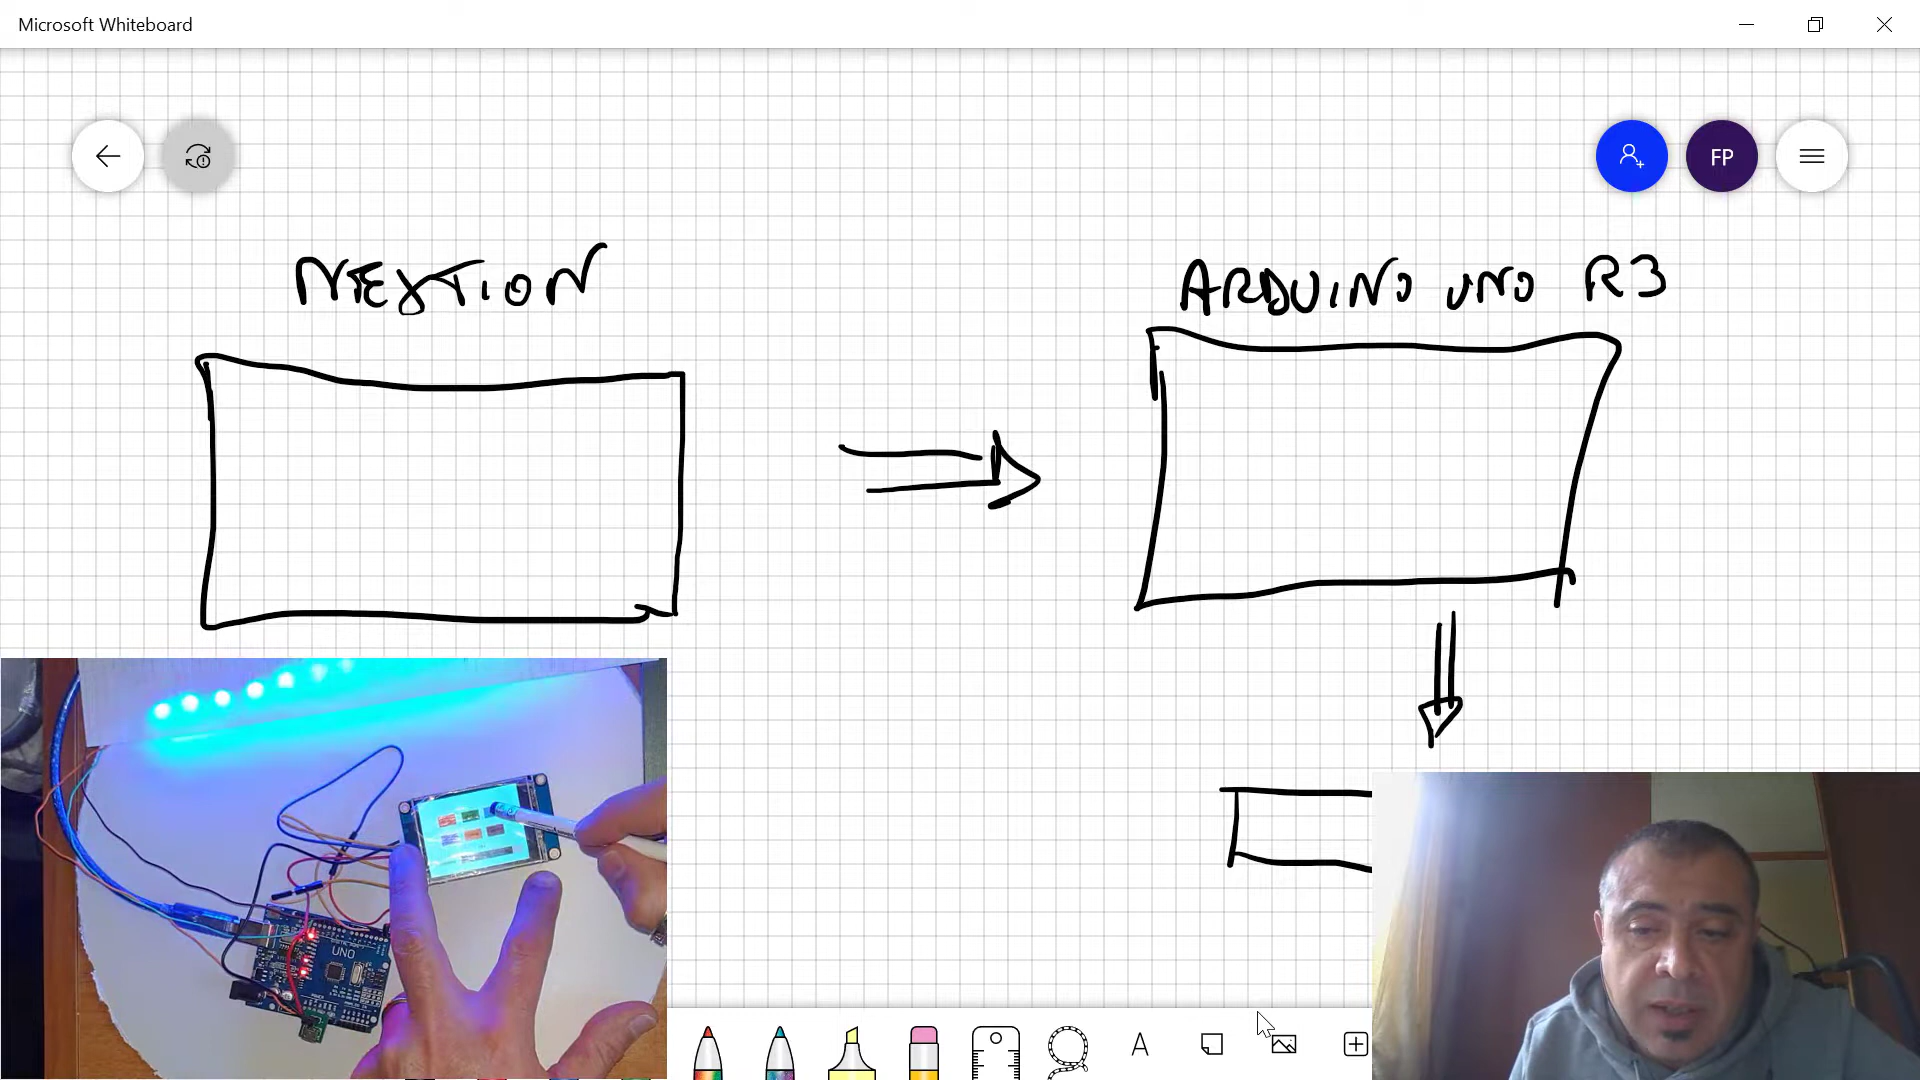 Microsoft Whiteboard
FP
NEXTION
ARDUINO UNO R3
UNO
A